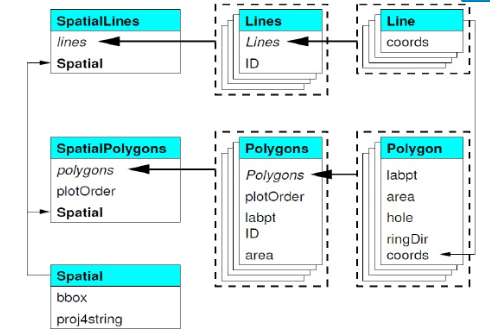 SpatialLines
lines
Spatial
Lines
Lines
ID
Line
coords
SpatialPolygons
polygons
plotOrder
Spatial
Polygons
Polygons
plotOrder
labpt
ID
area
Polygon
labpt
area
hole
ringDir
coords
Spatial
bbox
proj4string